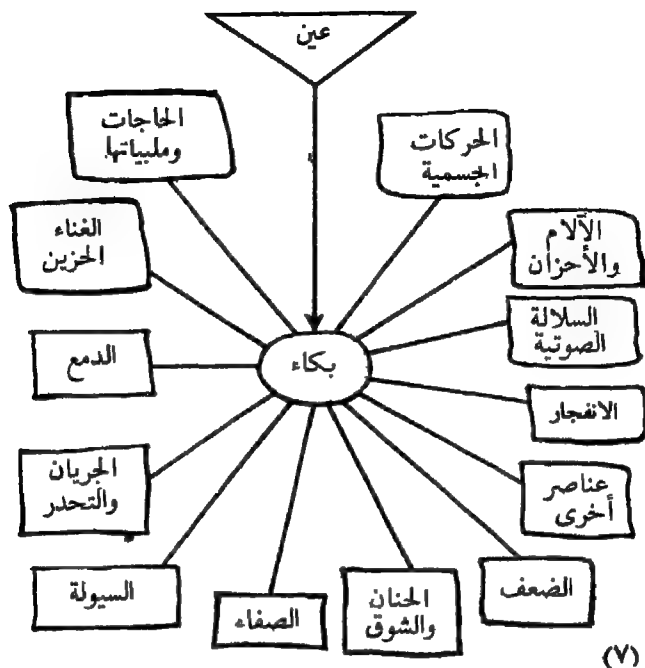 عين
الحاجات
وملبياتها
الحركات
الجسمية
الغناء
الحزين
الآلام
والأحزان
السلالة
الصوتية
الدمع
بكاء
الانفجار
الجريان
والتحدر
عناصر
أخرى
السيولة
الصفاء
الحنان
والشوق
الضعف
(٧)